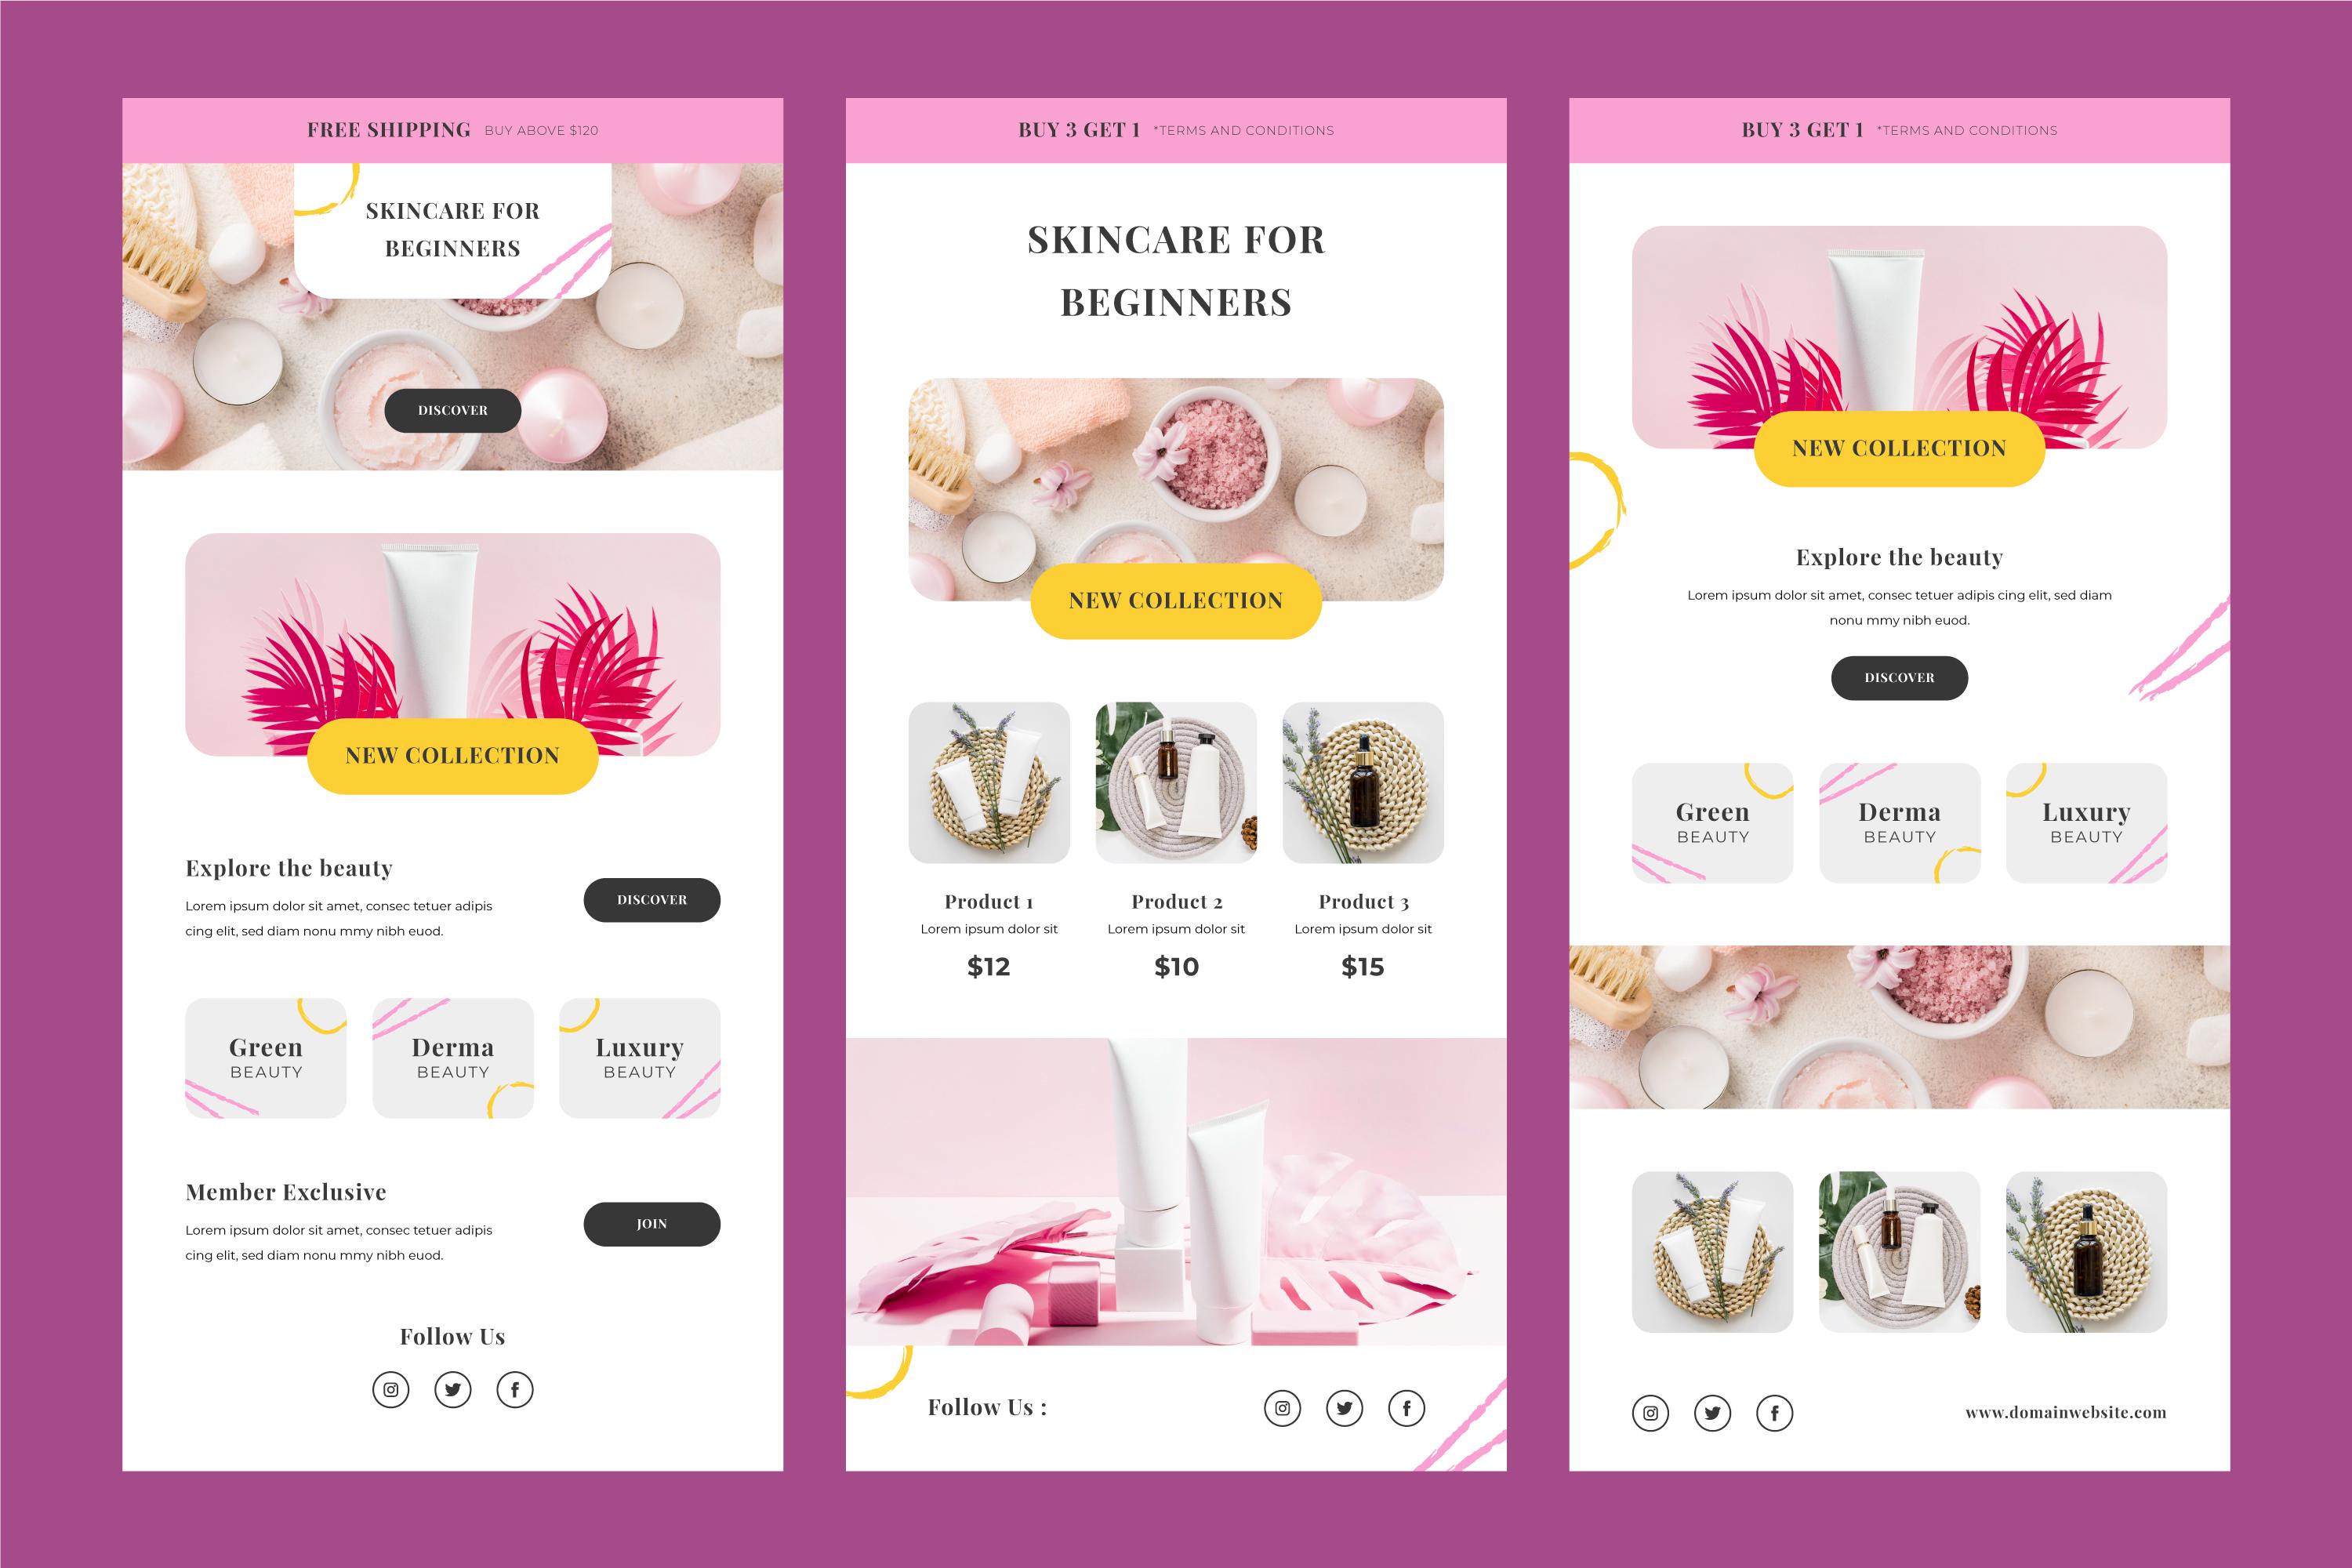 FREE SHIPPING BUY ABOVE $120
SKINCARE FOR
BEGINNERS
DISCOVER
NEW COLLECTION
Explore the beauty
Lorem ipsum dolor sit amet, consec tetuer adipis
cing elit, sed diam nonu mmy nibh euod.
DISCOVER
Green
BEAUTY
Derma
BEAUTY
Luxury
BEAUTY
Member Exclusive
Lorem ipsum dolor sit amet, consec tetuer adipis
cing elit, sed diam nonu mmy nibh euod.
JOIN
Follow Us
BUY 3 GET 1 *TERMS AND CONDITIONS
SKINCARE FOR
BEGINNERS
NEW COLLECTION
Product 1
Lorem ipsum dolor sit
$12
Product 2
Lorem ipsum dolor sit
$10
Product 3
Lorem ipsum dolor sit
$15
Follow Us :
BUY 3 GET 1 *TERMS AND CONDITIONS
NEW COLLECTION
Explore the beauty
Lorem ipsum dolor sit amet, consec tetuer adipis cing elit, sed diam
nonu mmy nibh euod.
DISCOVER
Green
BEAUTY
Derma
BEAUTY
Luxury
BEAUTY
www.domainwebsite.com